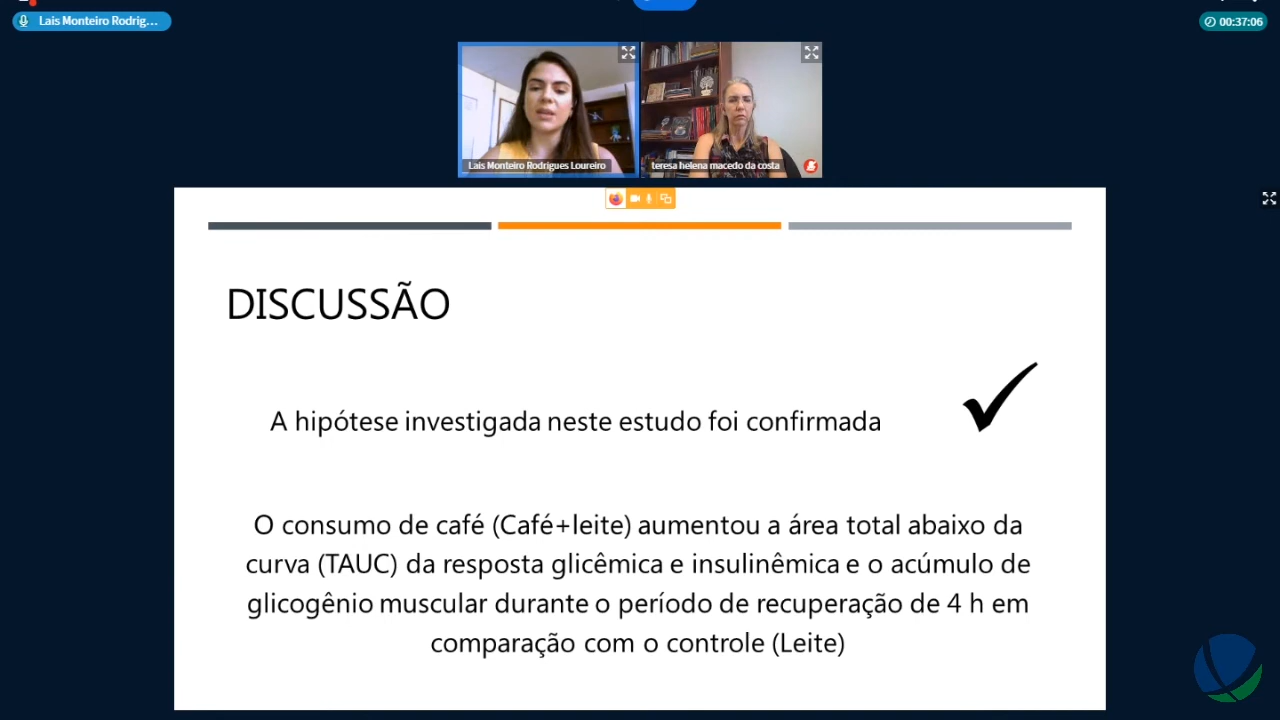 Lais Monteiro Rodrig...
00:37:06
Lais Monteiro Rodrigues Loureiro
teresa helena macedo da costa
DISCUSSÃO
A hipótese investigada neste estudo foi confirmada
O consumo de café (Café+leite) aumentou a área total abaixo da
curva (TAUC) da resposta glicêmica e insulinêmica e o acúmulo de
glicogênio muscular durante o período de recuperação de 4 h em
comparação com o controle (Leite)